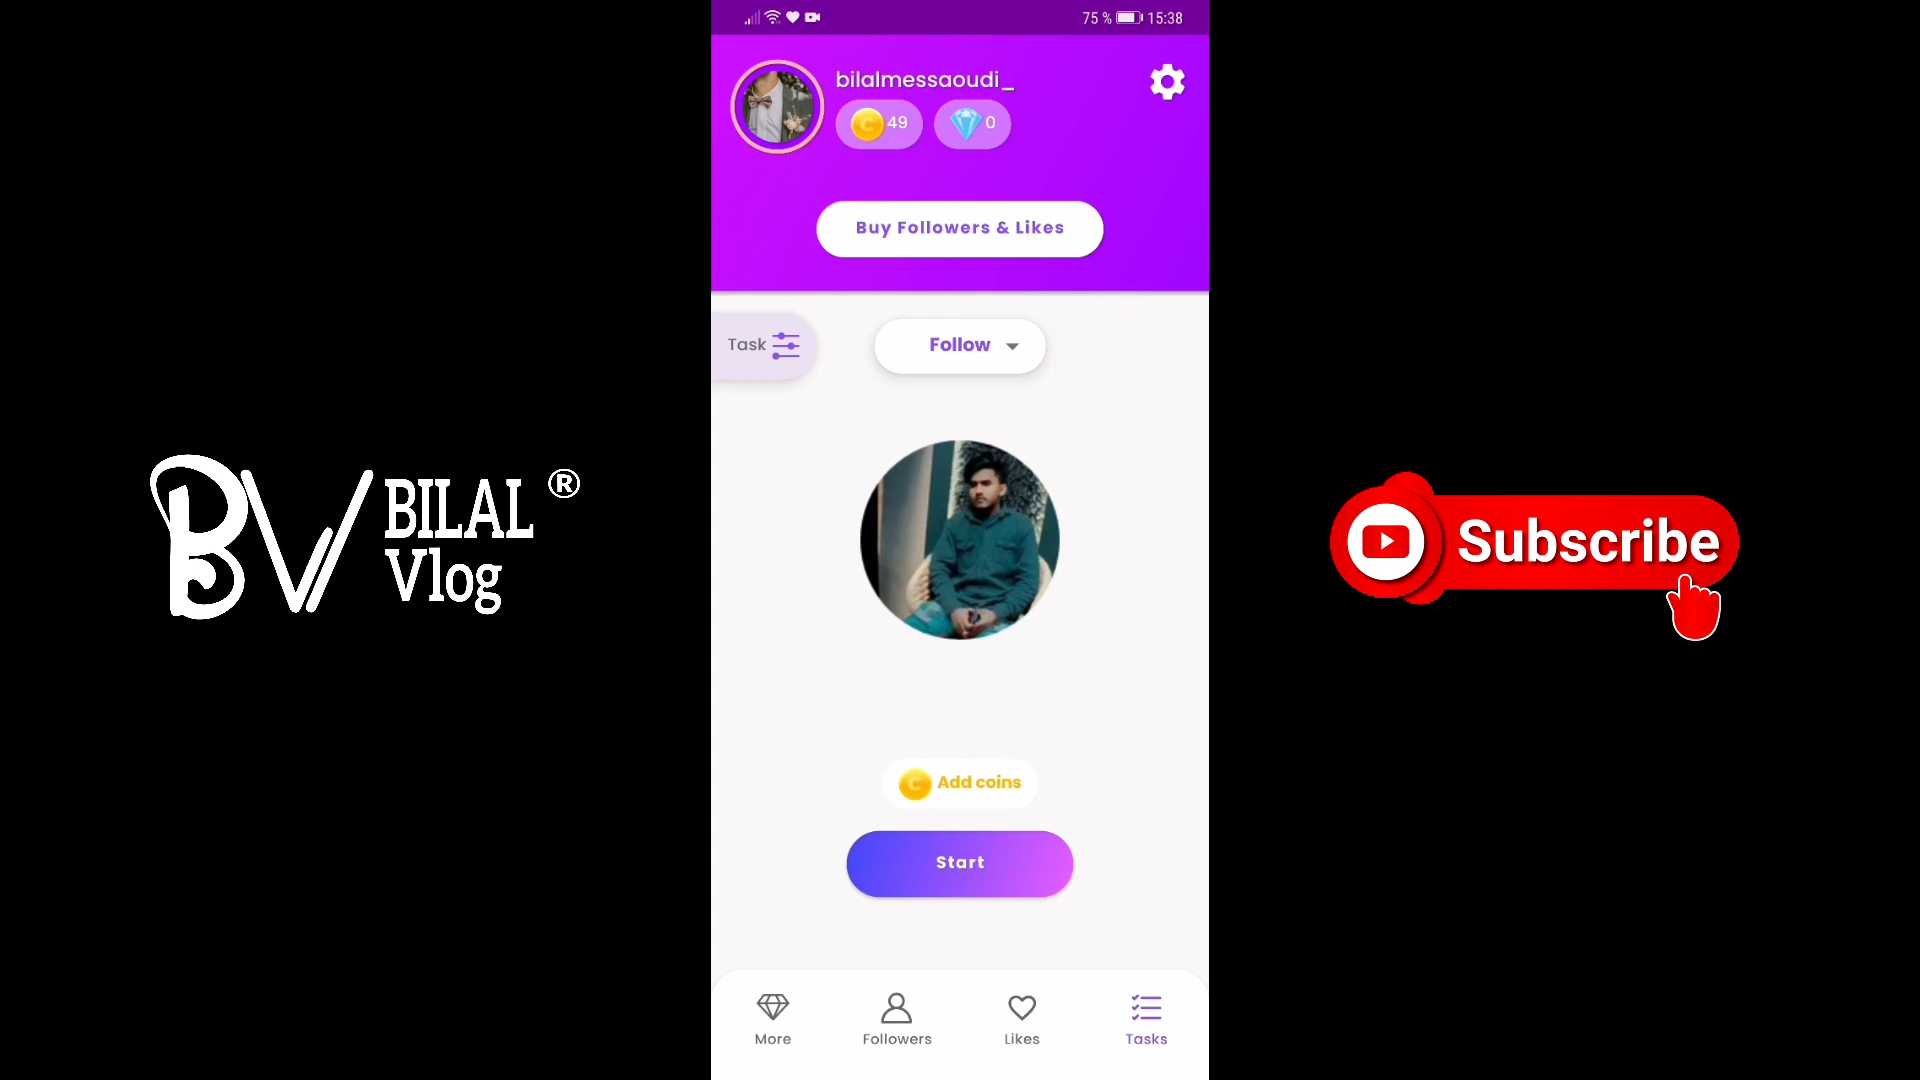 75 % 15:38
bilalmessaoudi_
49 0
Buy Followers & Likes
Task
Follow
BV BILAL ®
Vlog
Subscribe
Add coins
Start
More Followers Likes Tasks